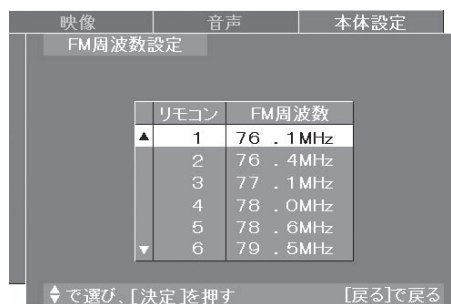 映像 音声 本体設定
FM周波数設定
リモコン FM周波数
▲ 1 76 . 1MHz
2 76 . 4MHz
3 77 . 1MHz
4 78 . 0MHz
5 78 . 6MHz
▼ 6 79 . 5MHz
で選び、[決定]を押す [戻る]で戻る